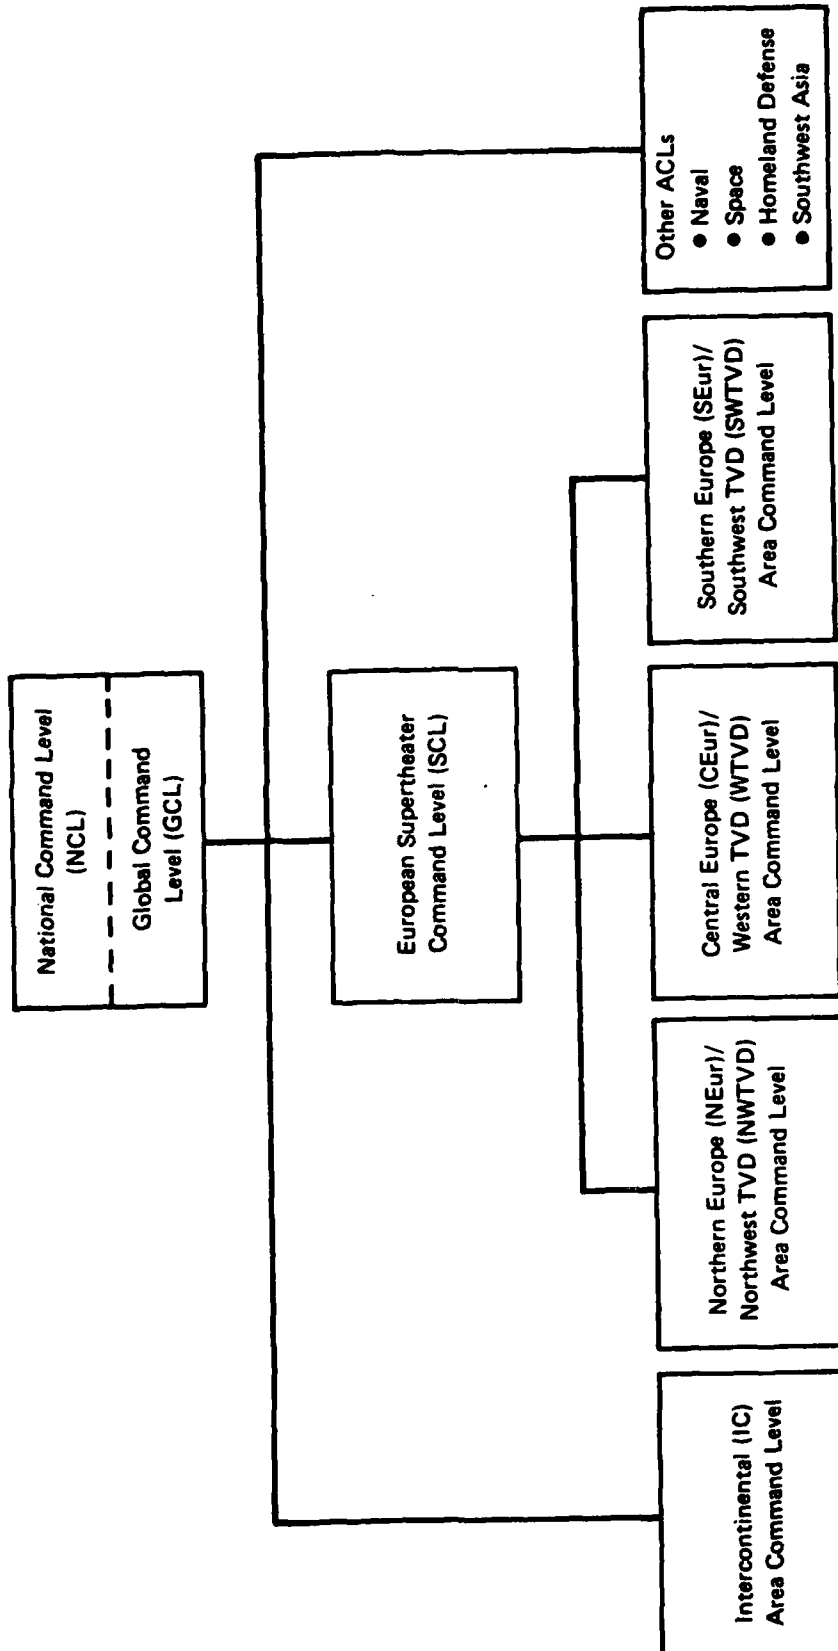 National Command Level
(NCL)
Global Command
Level (GCL)
European Supertheater
Command Level (SCL)
Intercontinental (IC)
Area Command Level
Northern Europe (NEur)/
Northwest TVD (NWTVD)
Area Command Level
Central Europe (CEur)/
Western TVD (WTVD)
Area Command Level
Southern Europe (SEur)/
Southwest TVD (SWTVD)
Area Command Level
Other ACLs
● Naval
● Space
● Homeland Defense
● Southwest Asia